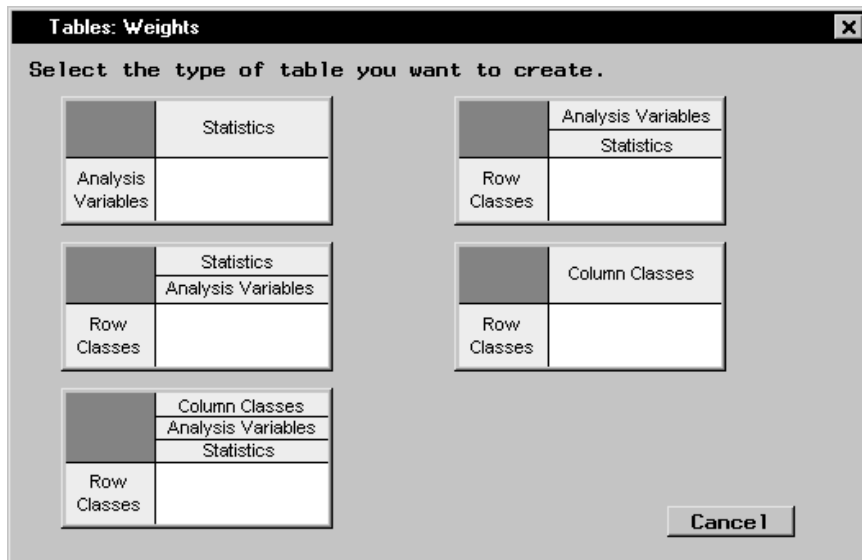 Tables: Weights
Select the type of table you want to create.
Statistics
Analysis
Variables
Analysis Variables
Statistics
Row
Classes
Statistics
Analysis Variables
Row
Classes
Column Classes
Row
Classes
Column Classes
Analysis Variables
Statistics
Row
Classes
Cancel